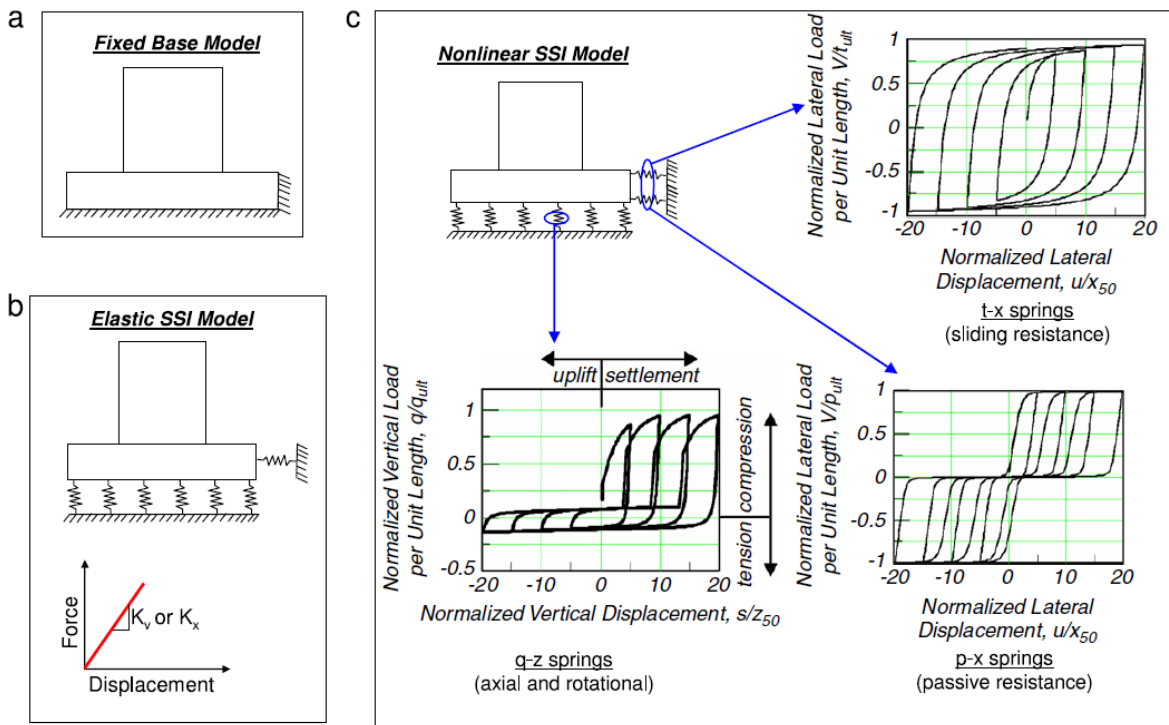 a
Fixed Base Model
b
Elastic SSI Model
Force
Kv or Kx
Displacement
c
Nonlinear SSI Model
Normalized Lateral Load
per Unit Length, V/tult
1
0.5
0
-0.5
-1
-20 -10 0 10 20
Normalized Lateral
Displacement, u/x50
t-x springs
(sliding resistance)
uplift settlement
Normalized Vertical Load
per Unit Length, q/qult
1
0.5
0
-0.5
-20 -10 0 10 20
tension compression
Normalized Vertical Displacement, s/z50
q-z springs
(axial and rotational)
Normalized Lateral Load
per Unit Length, V/pult
1
0.5
0
-0.5
-1
-20 -10 0 10 20
Normalized Lateral
Displacement, u/x50
p-x springs
(passive resistance)